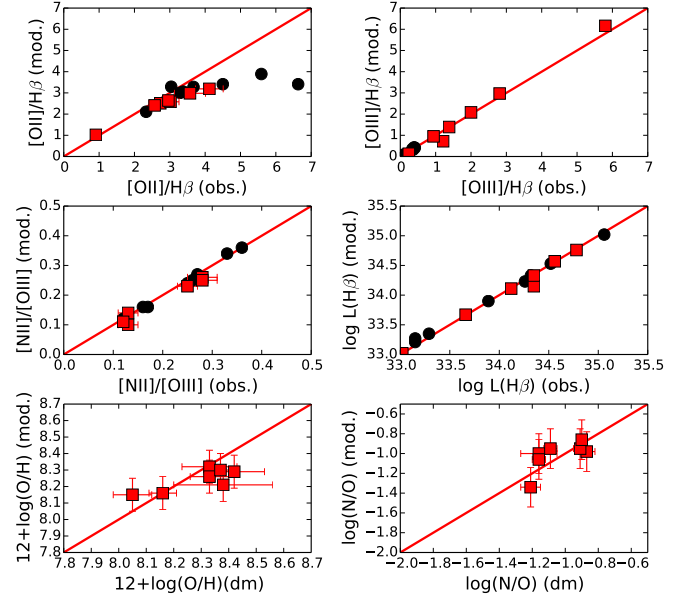 7
6
5
4
3
2
1
0
[OII]/Hβ (mod.)
0 1 2 3 4 5 6 7
[OII]/Hβ (obs.)
7
6
5
4
3
2
1
0
[OIII]/Hβ (mod.)
0 1 2 3 4 5 6 7
[OIII]/Hβ (obs.)
0.5
0.4
0.3
0.2
0.1
0.0
[NII]/[OIII] (mod.)
0.0 0.1 0.2 0.3 0.4 0.5
[NII]/[OIII] (obs.)
35.5
35.0
34.5
34.0
33.5
33.0
log L(Hβ) (mod.)
33.0 33.5 34.0 34.5 35.0 35.5
log L(Hβ) (obs.)
8.7
8.6
8.5
8.4
8.3
8.2
8.1
8.0
7.9
7.8
12+log(O/H) (mod.)
7.8 7.9 8.0 8.1 8.2 8.3 8.4 8.5 8.6 8.7
12+log(O/H)(dm)
−0.6
−0.8
−1.0
−1.2
−1.4
−1.6
−1.8
−2.0
log(N/O) (mod.)
−2.0 −1.8 −1.6 −1.4 −1.2 −1.0 −0.8 −0.6
log(N/O) (dm)